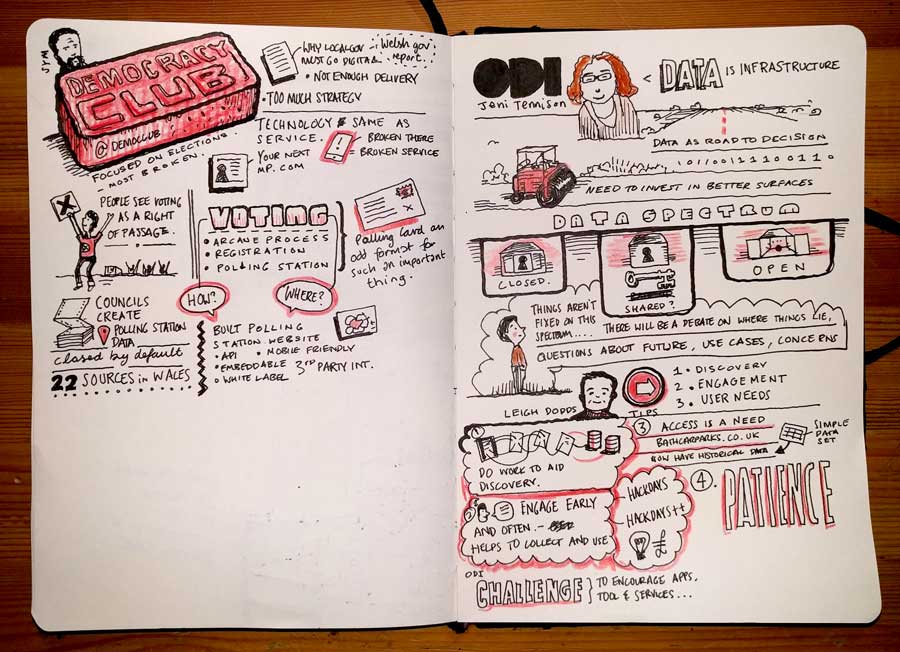 JYM
DEMOCRACY
CLUB
@DEMOCLUB
FOCUSED ON ELECTIONS.
- MOST BROKEN.
WHY LOCALGOV
MUST GO DIGITAL
Welsh gov
report.
• NOT ENOUGH DELIVERY
• TOO MUCH STRATEGY
TECHNOLOGY = SAME AS
SERVICE.
BROKEN THERE
= BROKEN SERVICE
YOUR NEXT
MP.COM
PEOPLE SEE VOTING
AS A RIGHT
OF PASSAGE.
VOTING
• ARCANE PROCESS
• REGISTRATION
• POLLING STATION
Polling Card an
odd format for
such an important
thing.
HOW?
WHERE?
COUNCILS
CREATE
POLLING STATION
DATA
closed by default
22 SOURCES in WALES
BUILT POLLING
STATION WEBSITE
• API • MOBILE FRIENDLY
• EMBEDDABLE 3RD PARTY INT.
• WHITE LABEL
ODI
Jeni Tennison
< DATA IS INFRASTRUCTURE
DATA AS ROAD TO DECISION
0101100111100110
NEED TO INVEST IN BETTER SURFACES
DATA SPECTRUM
CLOSED.
SHARED?
OPEN
THINGS AREN'T
FIXED ON THIS
SPECTRUM....
THERE WILL BE A DEBATE ON WHERE THINGS LIE,
QUESTIONS ABOUT FUTURE, USE CASES, CONCERNS
LEIGH DODDS
TIPS
1. DISCOVERY
2. ENGAGEMENT
3. USER NEEDS
1
DO WORK TO AID
DISCOVERY.
2
ENGAGE EARLY
AND OFTEN. -
HELPS TO COLLECT AND USE
HACKDAYS
HACKDAYS++
£
3 ACCESS IS A NEED
BATHCARPARKS.CO.UK
NOW HAVE HISTORICAL DATA
SIMPLE
DATA
SET
4. PATIENCE
ODI
CHALLENGE } TO ENCOURAGE APPS,
TOOL & SERVICES...